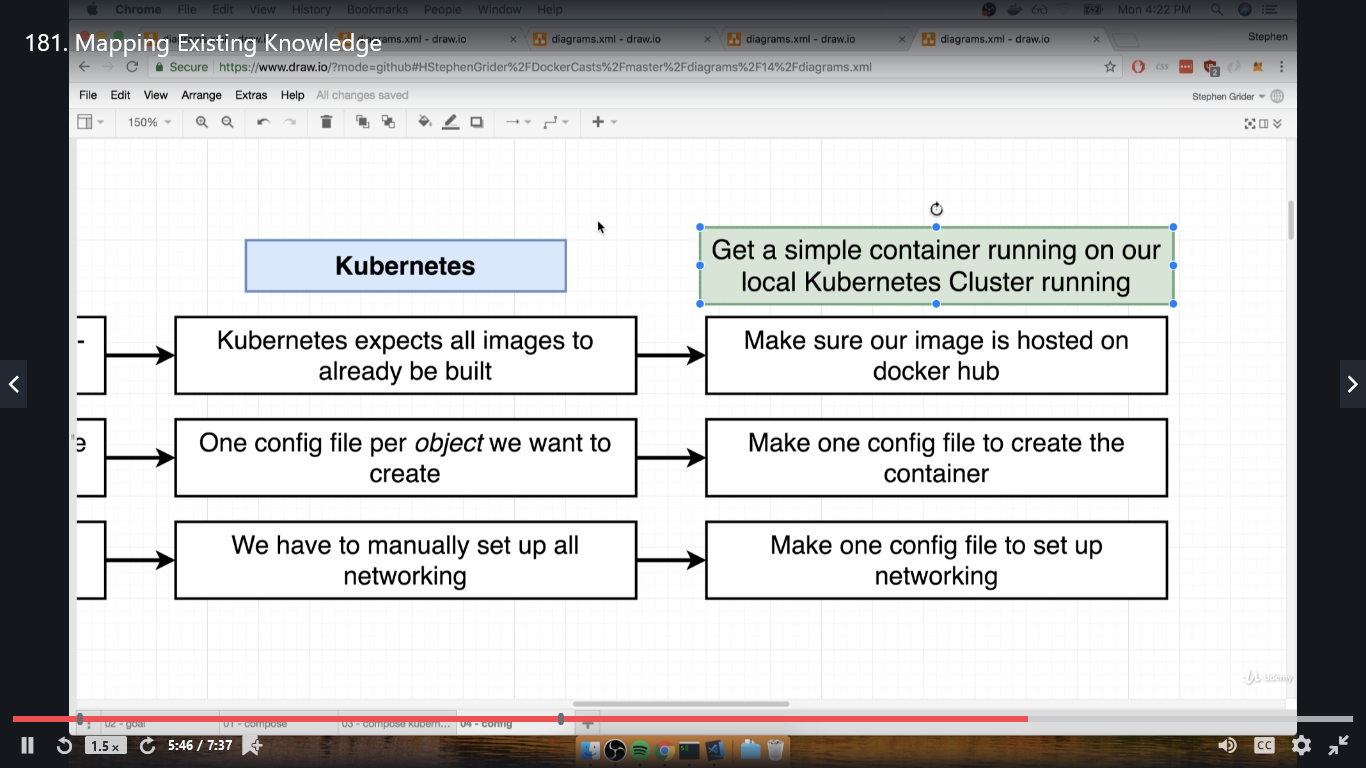 Chrome File Edit View History Bookmarks People Window Help Mon 4:22 PM
181. Mapping Existing Knowledge
.xml - draw.io diagrams.xml - draw.io diagrams.xml - draw.io diagrams.xml - draw.io Stephen
Secure https://www.draw.io/?mode=github#HStephenGrider%2FDockerCasts%2Fmaster%2Fdiagrams%2F14%2Fdiagrams.xml
File Edit View Arrange Extras Help All changes saved
Stephen Grider
150%
Kubernetes
Get a simple container running on our
local Kubernetes Cluster running
-
Kubernetes expects all images to
already be built
Make sure our image is hosted on
docker hub
e
One config file per object we want to
create
Make one config file to create the
container
We have to manually set up all
networking
Make one config file to set up
networking
Udemy
02 - goal 01 - compose 03 - compose kubern... 04 - config
1.5 x 5:46 / 7:37 CC